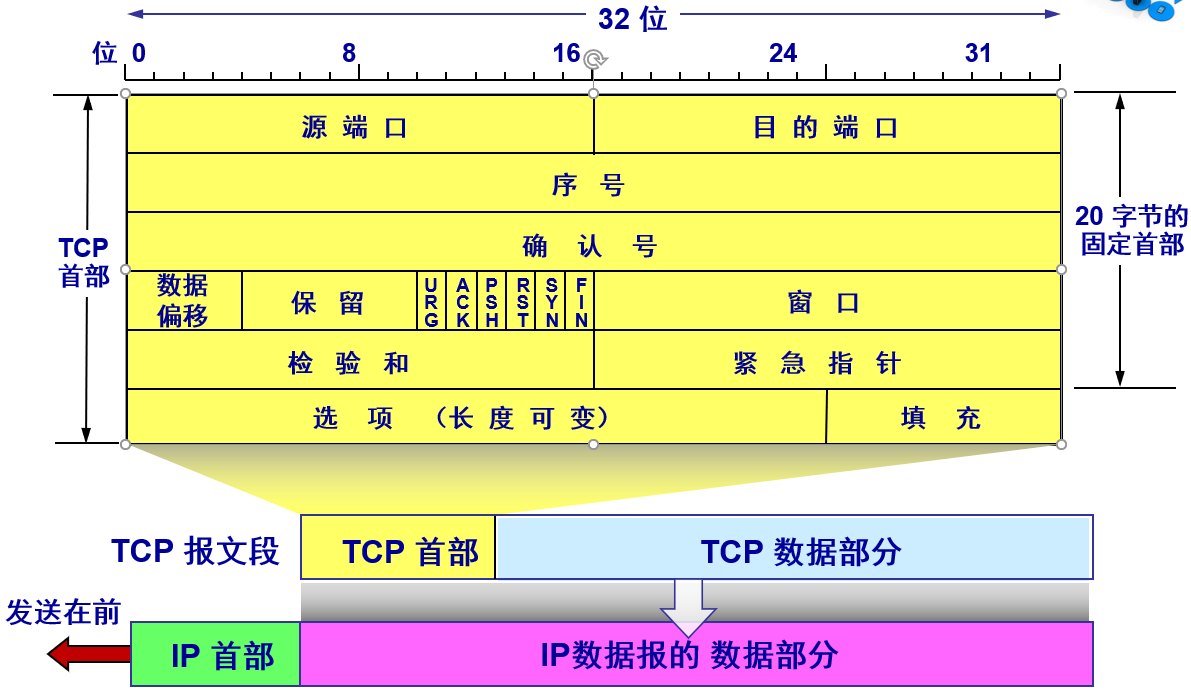 32 位
位 0 8 16 24 31
源 端 口 目 的 端 口
序 号
TCP
首部
确 认 号
20 字节的
固定首部
数据
偏移
保 留
URG
ACK
PSH
RST
SYN
FIN
窗 口
检 验 和 紧 急 指 针
选 项 （长 度 可 变） 填 充
TCP 报文段 TCP 首部 TCP 数据部分
发送在前
IP 首部 IP数据报的 数据部分